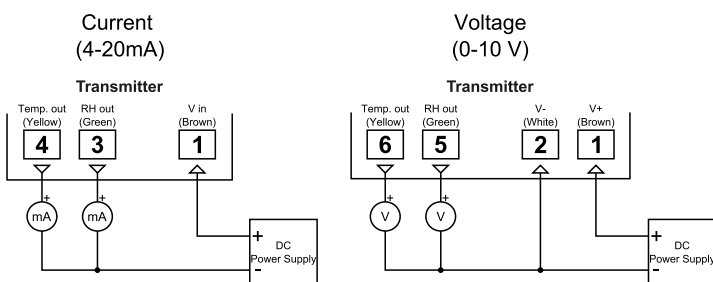 Current
(4-20mA)
Transmitter
Temp. out
(Yellow)
RH out
(Green)
V in
(Brown)
4
3
1
+
+
mA
mA
+
-
DC
Power Supply
Voltage
(0-10 V)
Transmitter
Temp. out
(Yellow)
RH out
(Green)
V-
(White)
V+
(Brown)
6
5
2
1
+
+
V
V
+
-
DC
Power Supply